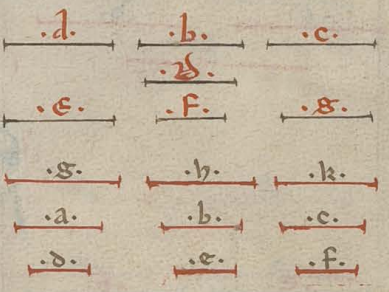 .d. .b. .c.
.d.
.e. .f. .g.
.g. .h. .k.
.a. .b. .c.
.d. .e. .f.